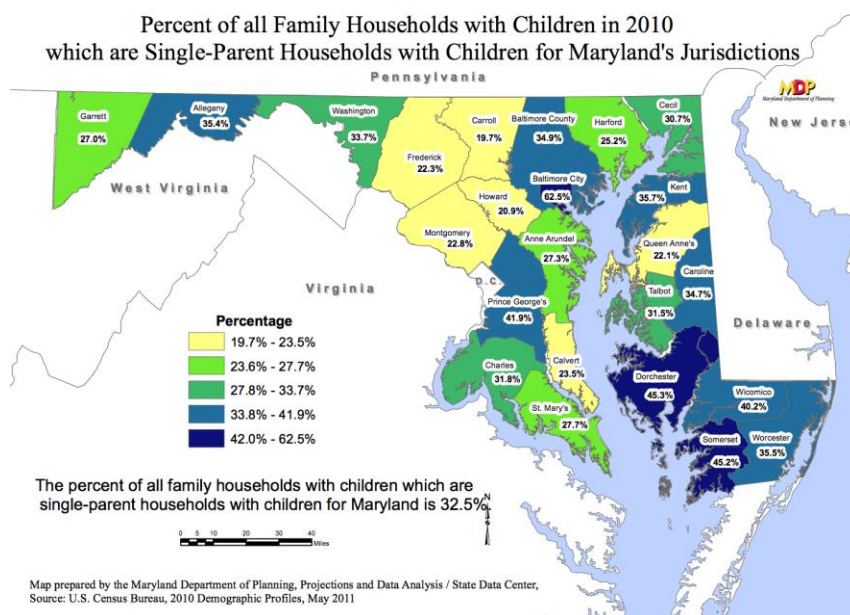 Percent of all Family Households with Children in 2010
which are Single-Parent Households with Children for Maryland's Jurisdictions
Pennsylvania
MDP
Maryland Department of Planning
New Jerse
Garrett
27.0%
Allegany
35.4%
Washington
33.7%
Frederick
22.3%
Carroll
19.7%
Baltimore County
34.9%
Harford
25.2%
Cecil
30.7%
West Virginia
Howard
20.9%
Baltimore City
62.5%
Kent
35.7%
Montgomery
22.8%
Anne Arundel
27.3%
Queen Anne's
22.1%
Virginia
D.C.
Prince George's
41.9%
Talbot
31.5%
Caroline
34.7%
Delaware
Percentage
19.7% - 23.5%
23.6% - 27.7%
27.8% - 33.7%
33.8% - 41.9%
42.0% - 62.5%
Charles
31.8%
Calvert
23.5%
St. Mary's
27.7%
Dorchester
45.3%
Wicomico
40.2%
Somerset
45.2%
Worcester
35.5%
The percent of all family households with children which are
single-parent households with children for Maryland is 32.5%.
N
0 5 10 20 30 40
Miles
Map prepared by the Maryland Department of Planning, Projections and Data Analysis / State Data Center,
Source: U.S. Census Bureau, 2010 Demographic Profiles, May 2011